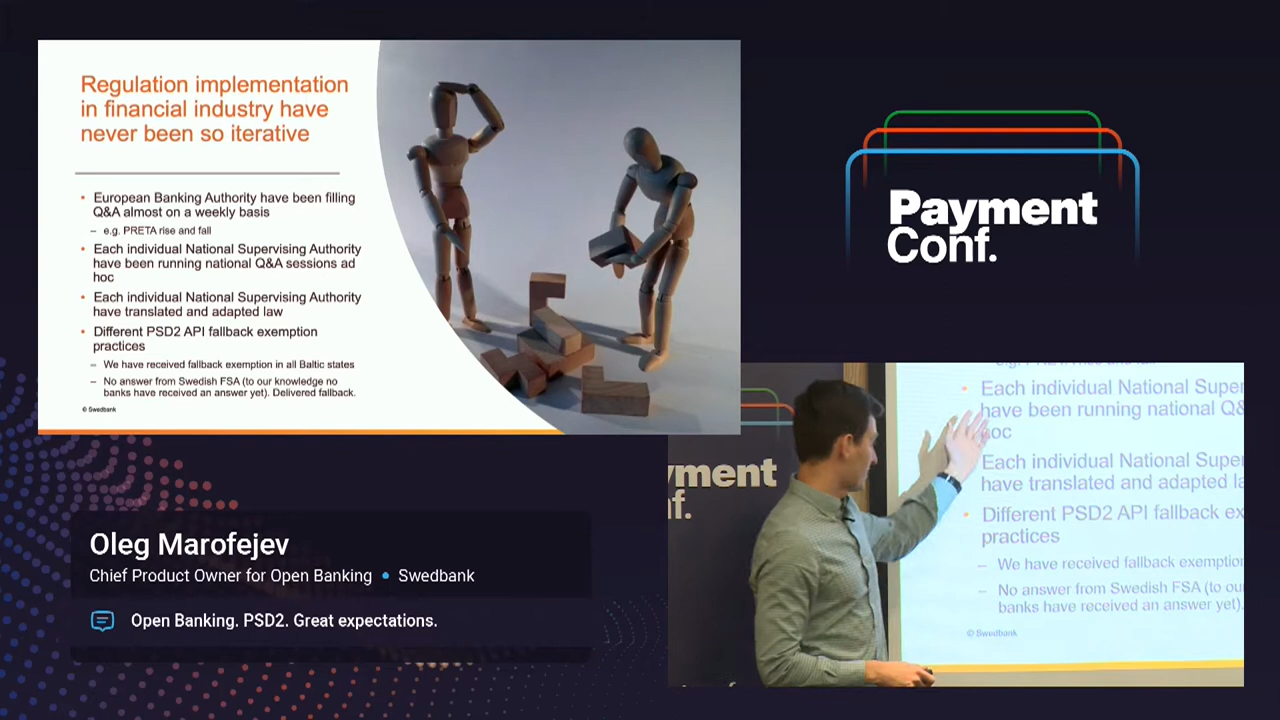 Regulation implementation
in financial industry have
never been so iterative
• European Banking Authority have been filling
Q&A almost on a weekly basis
– e.g. PRETA rise and fall
• Each individual National Supervising Authority
have been running national Q&A sessions ad
hoc
• Each individual National Supervising Authority
have translated and adapted law
• Different PSD2 API fallback exemption
practices
– We have received fallback exemption in all Baltic states
– No answer from Swedish FSA (to our knowledge no
banks have received an answer yet). Delivered fallback.
© Swedbank
Payment
Conf.
Oleg Marofejev
Chief Product Owner for Open Banking • Swedbank
Open Banking. PSD2. Great expectations.
yment
nf.
• Each individual National Super
have been running national Q&
hoc
Each individual National Super
have translated and adapted la
• Different PSD2 API fallback ex
practices
– We have received fallback exemption
– No answer from Swedish FSA (to our
banks have received an answer yet).
© Swedbank